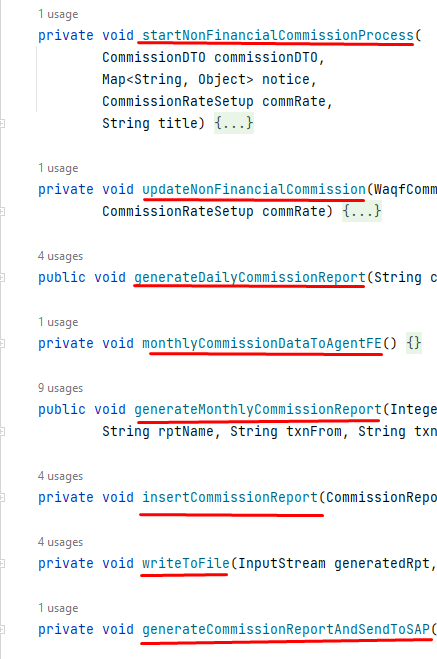 1 usage
private void startNonFinancialCommissionProcess(
CommissionDTO commissionDTO,
Map<String, Object> notice,
CommissionRateSetup commRate,
String title) {...}
1 usage
private void updateNonFinancialCommission(WaqfComm
CommissionRateSetup commRate) {...}
4 usages
public void generateDailyCommissionReport(String c
1 usage
private void monthlyCommissionDataToAgentFE() {}
9 usages
public void generateMonthlyCommissionReport(Intege
String rptName, String txnFrom, String txn
4 usages
private void insertCommissionReport(CommissionRepo
4 usages
private void writeToFile(InputStream generatedRpt,
1 usage
private void generateCommissionReportAndSendToSAP(